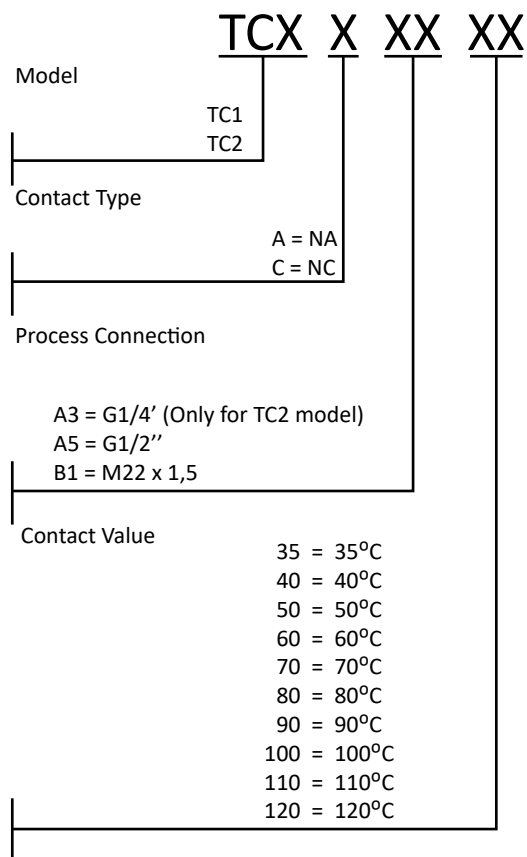 TCX X XX XX
Model
TC1
TC2
Contact Type
A = NA
C = NC
Process Connection
A3 = G1/4’ (Only for TC2 model)
A5 = G1/2’’
B1 = M22 x 1,5
Contact Value
35 = 35°C
40 = 40°C
50 = 50°C
60 = 60°C
70 = 70°C
80 = 80°C
90 = 90°C
100 = 100°C
110 = 110°C
120 = 120°C